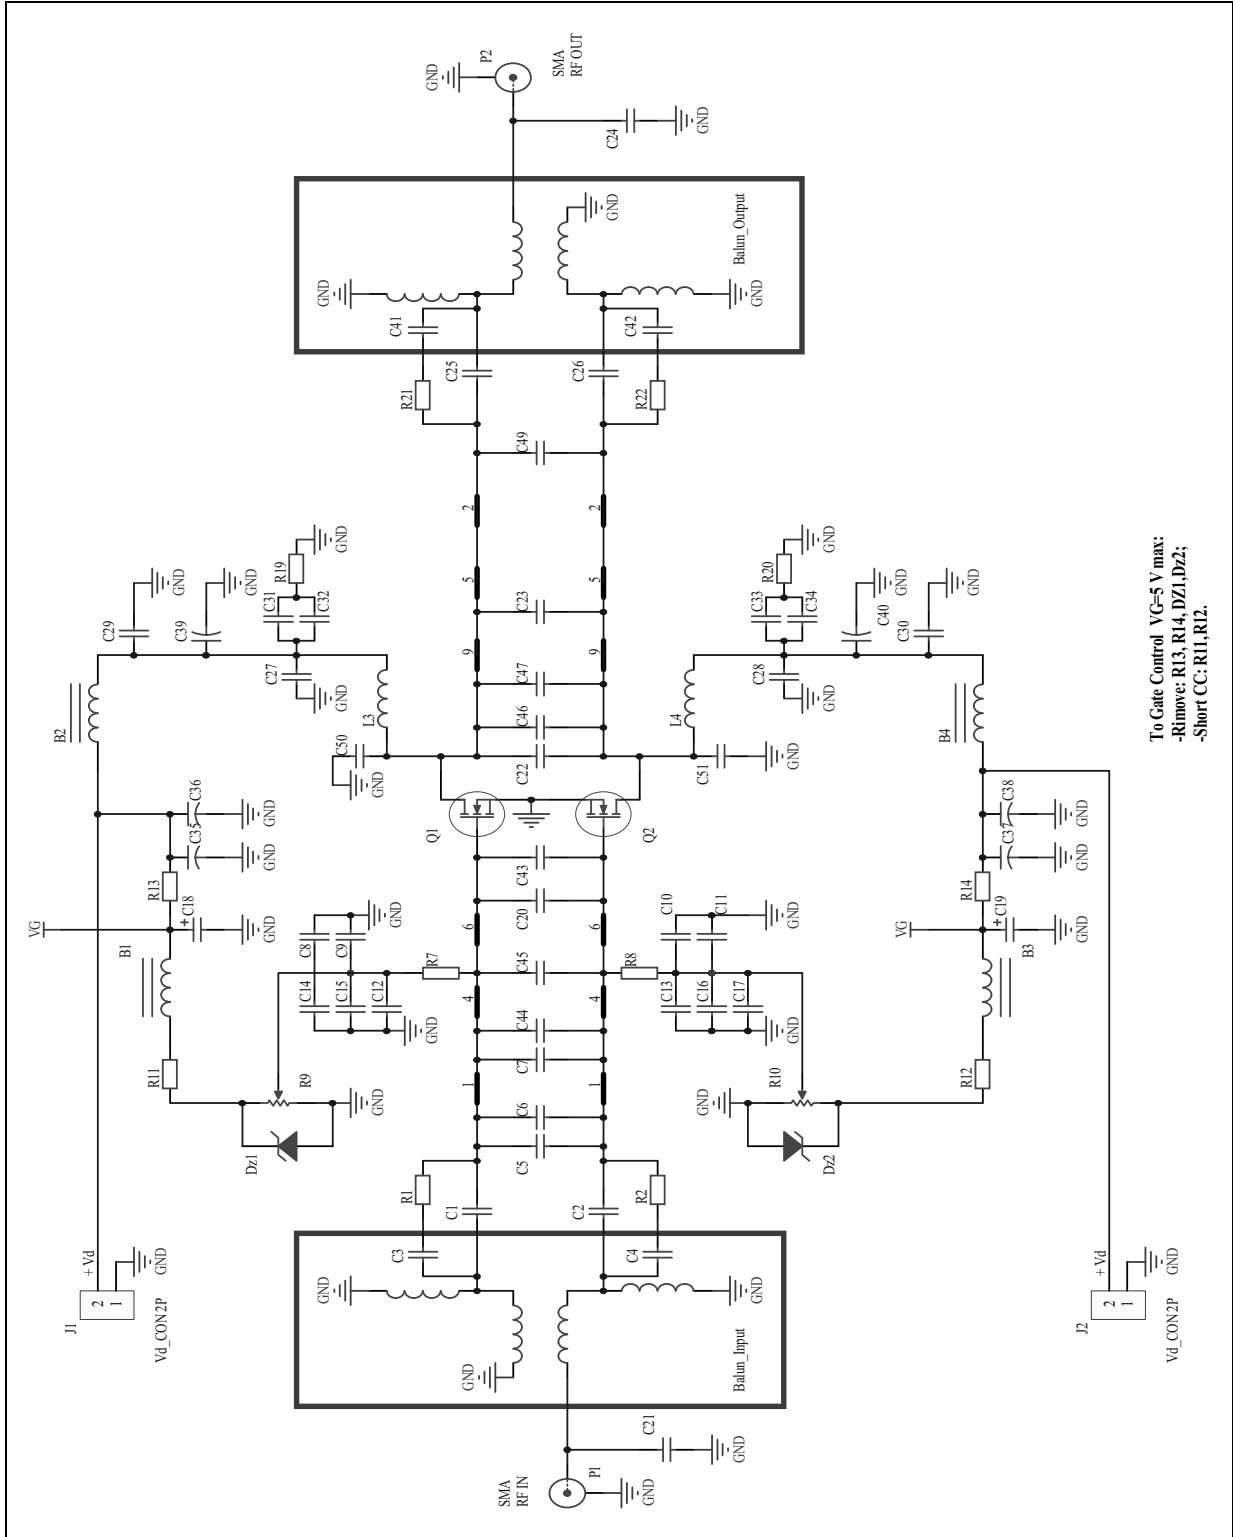 J1
2
1
+ Vd
GND
Vd_CON2P
VG
B1
B2
R11
R13
C18
+
GND
C35
GND
C36
GND
C29
GND
C39
GND
C31
C32
R19
GND
C27
GND
L3
C50
GND
Dz1
R9
GND
C14
C15
C12
GND
C8
C9
GND
R7
SMA
RF IN
P1
GND
C21
GND
Balun_Input
GND
GND
GND
C3
R1
C1
C2
C4
R2
C5
C6
1
1
C7
C44
4
4
C45
6
6
C20
C43
Q1
Q2
C22
C46
C47
9
9
C23
5
5
2
2
C49
R21
C41
C25
C26
R22
C42
GND
GND
GND
Balun_Output
C24
GND
GND
P2
SMA
RF OUT
R8
C13
C16
C17
GND
C10
C11
GND
GND
R10
Dz2
R12
B3
VG
C19
+
GND
R14
C37
GND
C38
GND
B4
L4
C51
GND
C28
GND
C33
C34
R20
GND
C40
GND
C30
GND
J2
2
1
+ Vd
GND
Vd_CON2P
To Gate Control VG=5 V max:
-Rimove: R13, R14, DZ1,Dz2;
-Short CC: R11,R12.